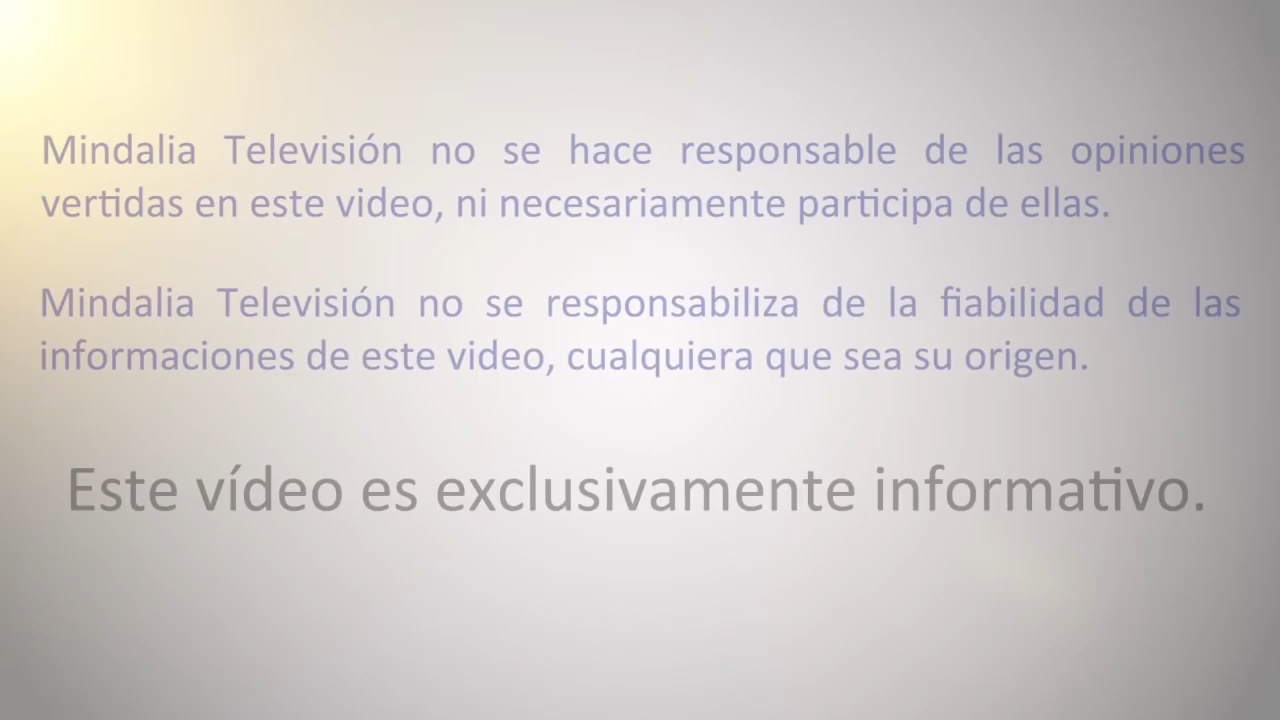 Mindalia Televisión no se hace responsable de las opiniones
vertidas en este video, ni necesariamente participa de ellas.
Mindalia Televisión no se responsabiliza de la fiabilidad de las
informaciones de este video, cualquiera que sea su origen.
Este vídeo es exclusivamente informativo.